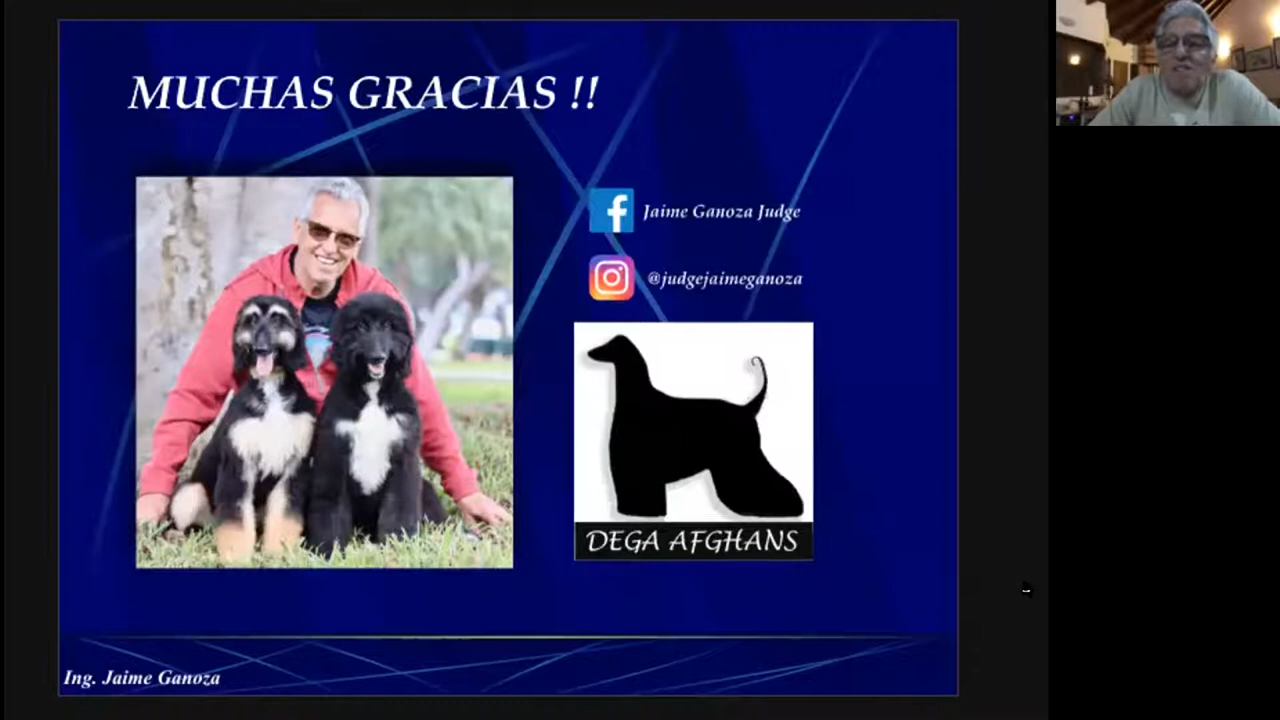 MUCHAS GRACIAS !!
Jaime Ganoza Judge
@judgejaimeganoza
DEGA AFGHANS
Ing. Jaime Ganoza